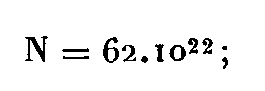 N = 62.10²²;